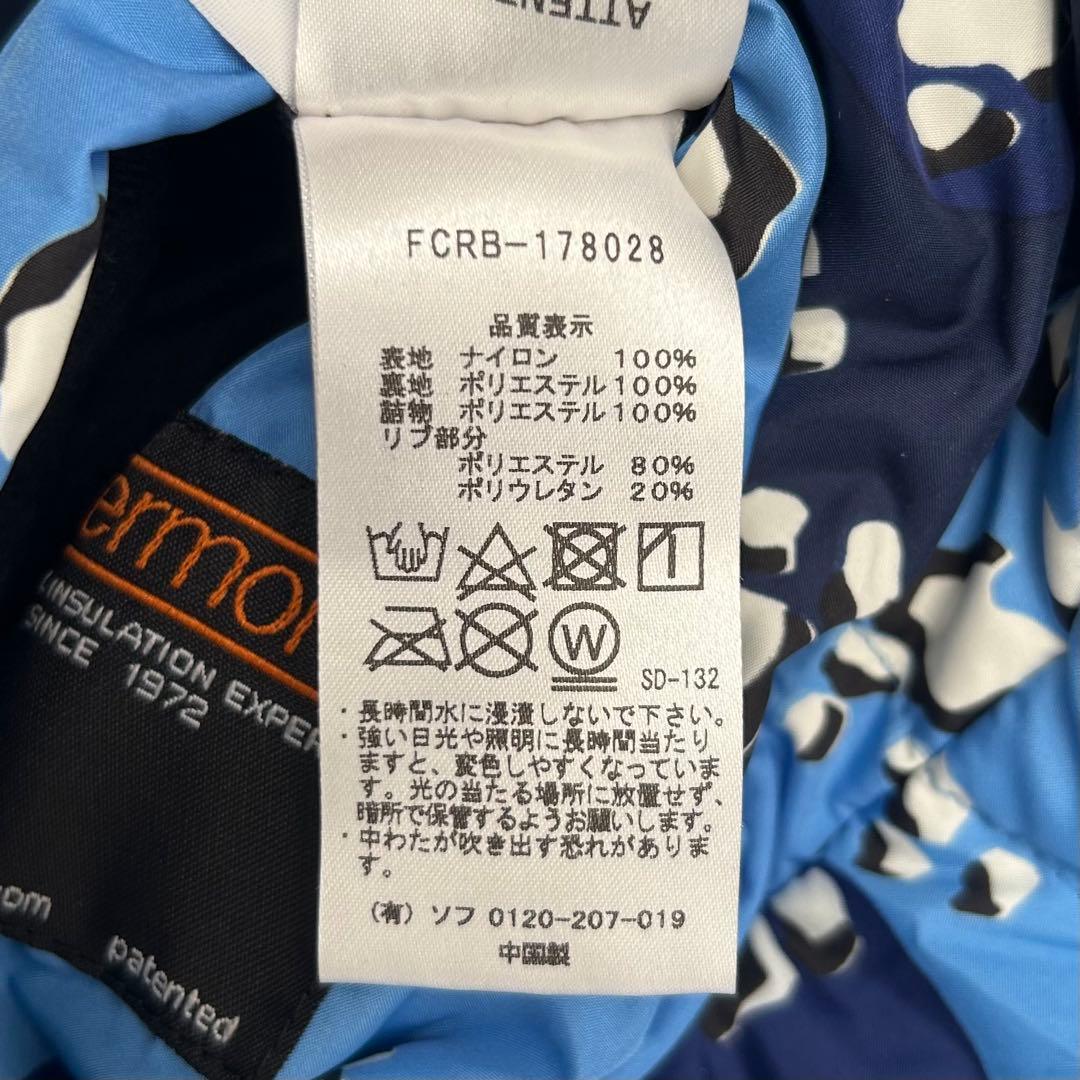 ATTENT
FCRB-178028
品質表示
表地 ナイロン 100%
裏地 ポリエステル 100%
詰物 ポリエステル 100%
リブ部分
ポリエステル 80%
ポリウレタン 20%
W
SD-132
・長時間水に浸漬しないで下さい。
・強い日光や照明に長時間当たり
ますと、変色しやすくなっていま
す。光の当たる場所に放置せず、
暗所で保管するようお願いします。
・中わたが吹き出す恐れがありま
す。
(有)ソフ 0120-207-019
中国製
ermor
INSULATION EXPER
SINCE 1972
.com
patented